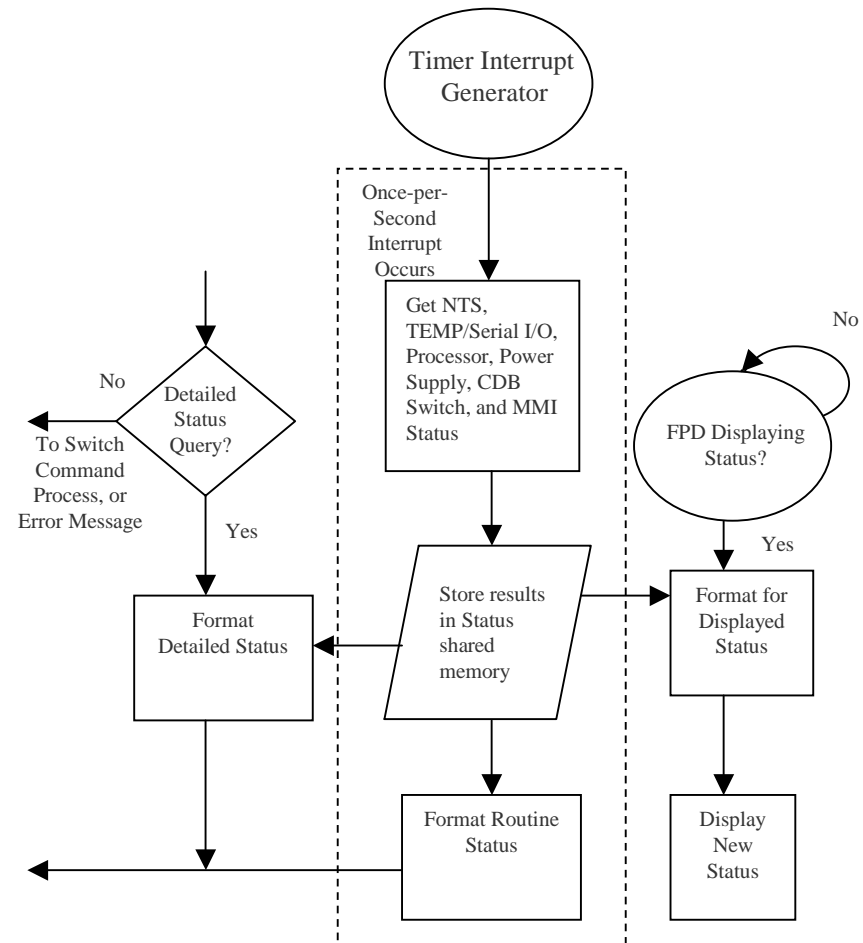 Timer Interrupt
Generator
Once-per-
Second
Interrupt
Occurs
Get NTS,
TEMP/Serial I/O,
Processor, Power
Supply, CDB
Switch, and MMI
Status
No
Detailed
Status
Query?
To Switch
Command
Process, or
Error Message
Yes
No
FPD Displaying
Status?
Yes
Format
Detailed Status
Store results
in Status
shared
memory
Format for
Displayed
Status
Format Routine
Status
Display
New
Status